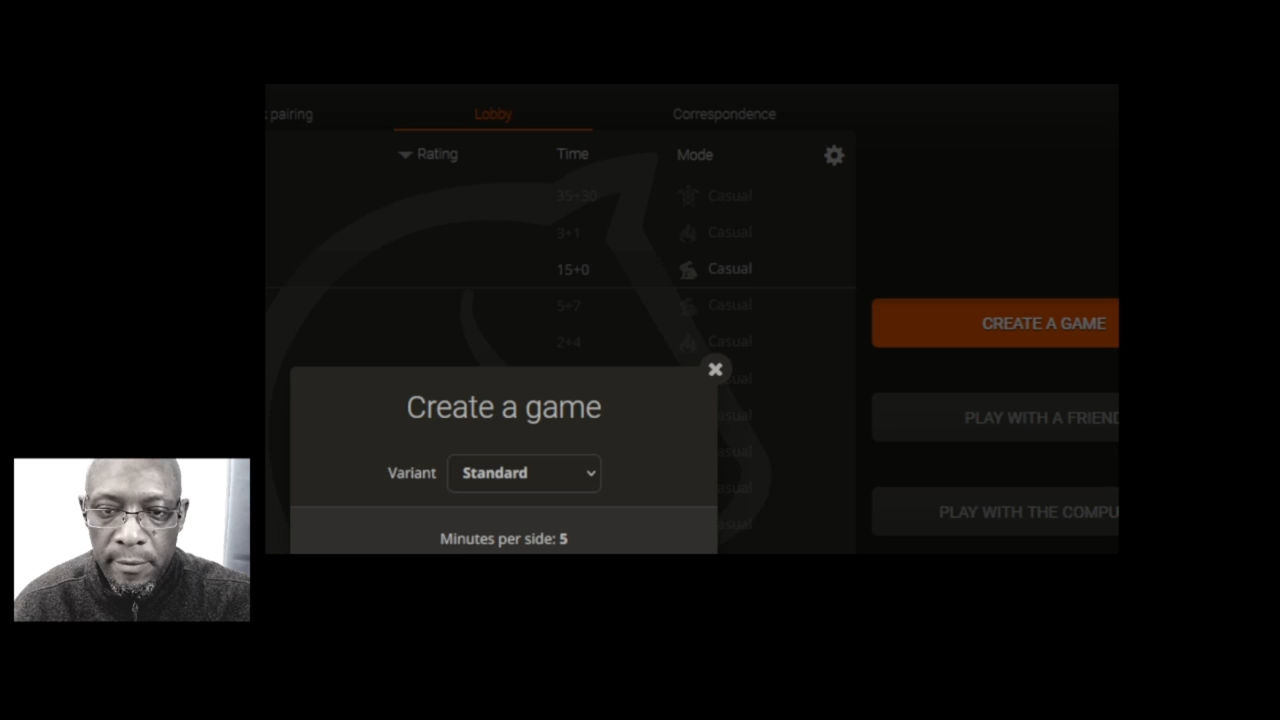 pairing
Lobby
Correspondence
Rating
Time
Mode
35+30
Casual
3+1
Casual
15+0
Casual
5+7
Casual
2+4
Casual
CREATE A GAME
PLAY WITH A FRIEND
PLAY WITH THE COMPU
Create a game
Variant
Standard
Minutes per side: 5